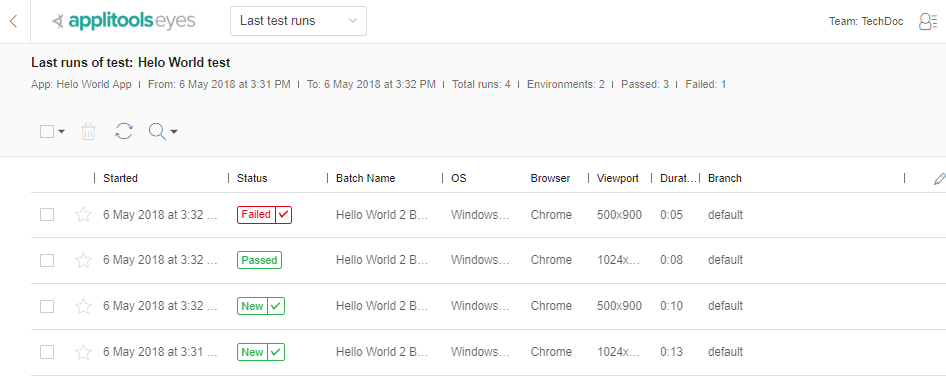 applitools eyes Last test runs Team: TechDoc
Last runs of test: Helo World test
App: Helo World App From: 6 May 2018 at 3:31 PM To: 6 May 2018 at 3:32 PM Total runs: 4 Environments: 2 Passed: 3 Failed: 1
Started Status Batch Name OS Browser Viewport Durat... Branch
6 May 2018 at 3:32 ... Failed Hello World 2 B... Windows... Chrome 500x900 0:05 default
6 May 2018 at 3:32 ... Passed Hello World 2 B... Windows... Chrome 1024x... 0:08 default
6 May 2018 at 3:32 ... New Hello World 2 B... Windows... Chrome 500x900 0:10 default
6 May 2018 at 3:31 ... New Hello World 2 B... Windows... Chrome 1024x... 0:13 default